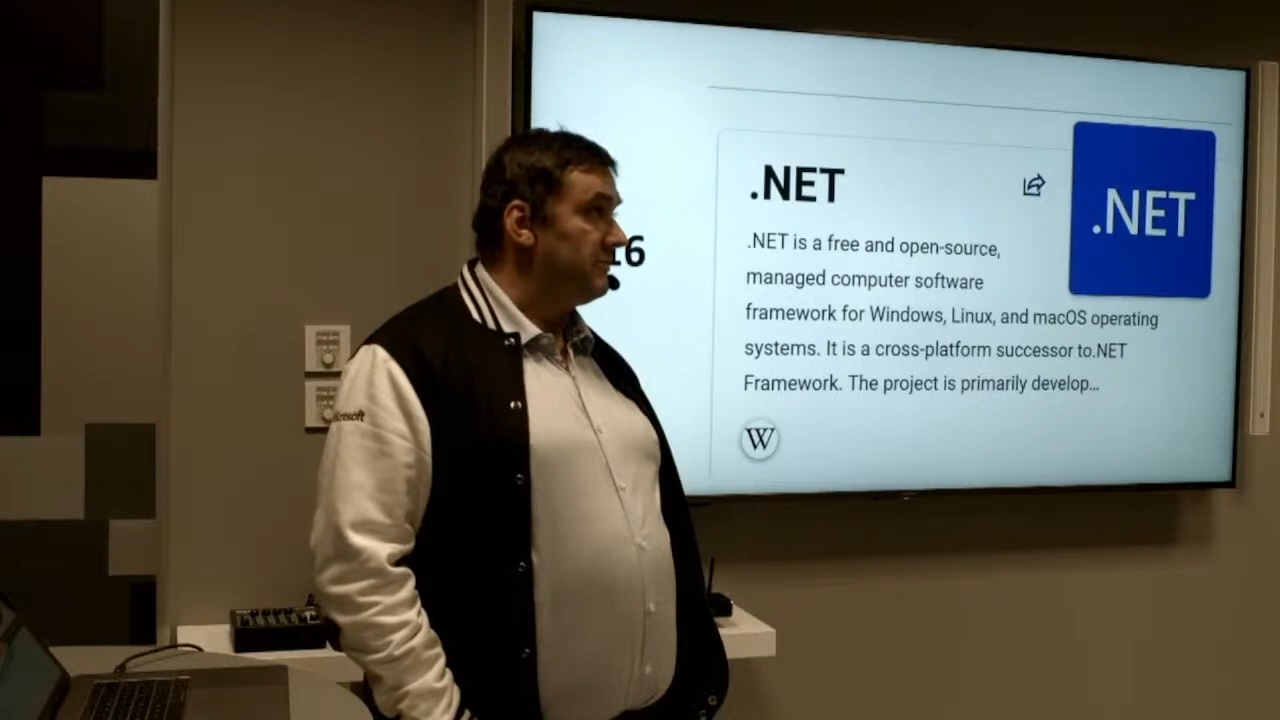 .NET
.NET
.NET is a free and open-source,
managed computer software
framework for Windows, Linux, and macOS operating
systems. It is a cross-platform successor to.NET
Framework. The project is primarily develop...
W
16